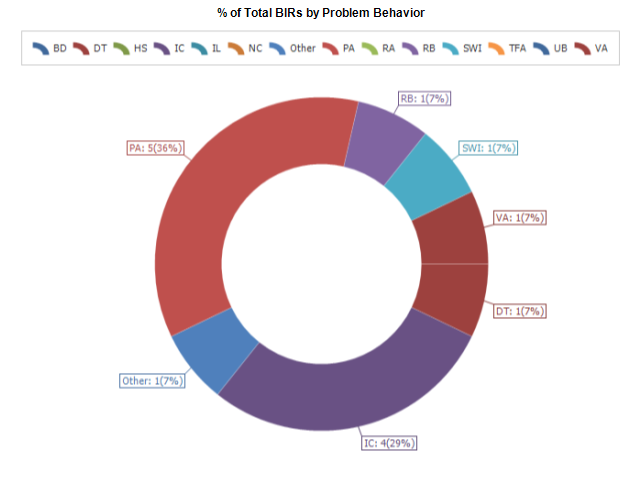 % of Total BIRs by Problem Behavior
BD DT HS IC IL NC Other PA RA RB SWI TFA UB VA
RB: 1(7%)
PA: 5(36%)
SWI: 1(7%)
VA: 1(7%)
DT: 1(7%)
Other: 1(7%)
IC: 4(29%)